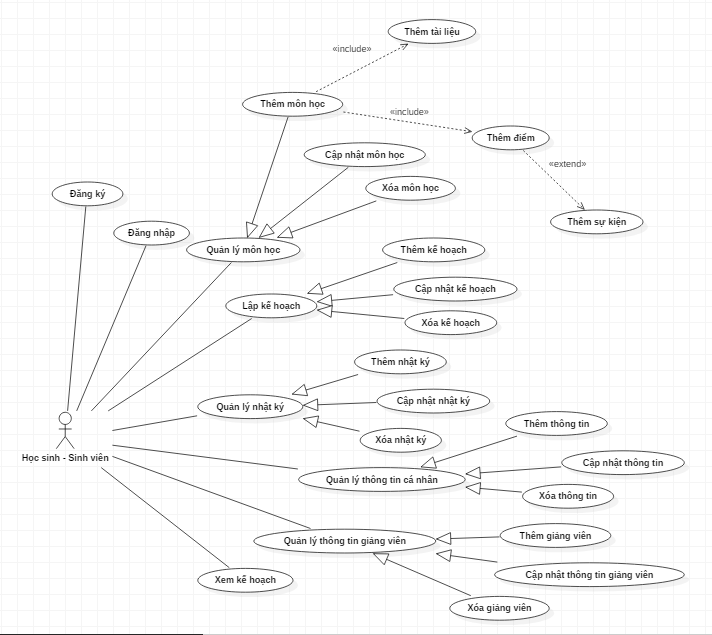 Thêm tài liệu
«include»
Thêm môn học
«include»
Thêm điểm
Cập nhật môn học
«extend»
Xóa môn học
Đăng ký
Thêm sự kiện
Đăng nhập
Quản lý môn học
Thêm kế hoạch
Cập nhật kế hoạch
Lập kế hoạch
Xóa kế hoạch
Thêm nhật ký
Cập nhật nhật ký
Quản lý nhật ký
Thêm thông tin
Xóa nhật ký
Học sinh - Sinh viên
Cập nhật thông tin
Quản lý thông tin cá nhân
Xóa thông tin
Thêm giảng viên
Quản lý thông tin giảng viên
Cập nhật thông tin giảng viên
Xem kế hoạch
Xóa giảng viên